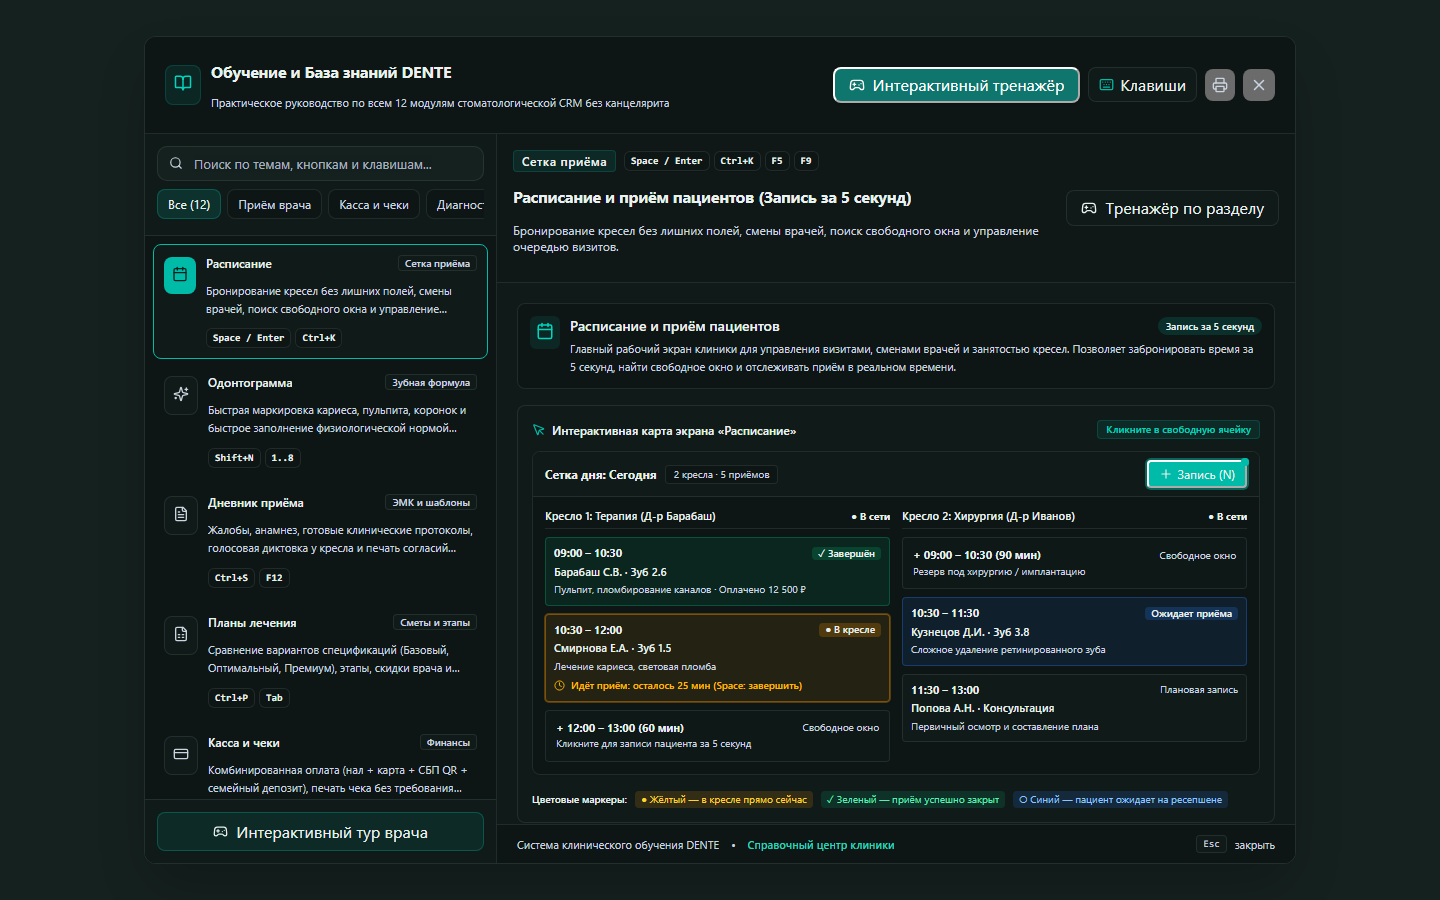 Обучение и База знаний DENTE
Практическое руководство по всем 12 модулям стоматологической CRM без канцелярита
Интерактивный тренажёр
Клавиши
Поиск по темам, кнопкам и клавишам...
Все (12)
Приём врача
Касса и чеки
Диагнос
Расписание
Сетка приёма
Бронирование кресел без лишних полей, смены
врачей, поиск свободного окна и управление...
Space / Enter
Ctrl+K
Одонтограмма
Зубная формула
Быстрая маркировка кариеса, пульпита, коронок и
быстрое заполнение физиологической нормой...
Shift+N
1..8
Дневник приёма
ЭМК и шаблоны
Жалобы, анамнез, готовые клинические протоколы,
голосовая диктовка у кресла и печать согласий...
Ctrl+S
F12
Планы лечения
Сметы и этапы
Сравнение вариантов спецификаций (Базовый,
Оптимальный, Премиум), этапы, скидки врача и...
Ctrl+P
Tab
Касса и чеки
Финансы
Комбинированная оплата (нал + карта + СБП QR +
семейный депозит), печать чека без требования...
Интерактивный тур врача
Сетка приёма
Space / Enter
Ctrl+K
F5
F9
Расписание и приём пациентов (Запись за 5 секунд)
Бронирование кресел без лишних полей, смены врачей, поиск свободного окна и управление
очередью визитов.
Тренажёр по разделу
Расписание и приём пациентов
Запись за 5 секунд
Главный рабочий экран клиники для управления визитами, сменами врачей и занятостью кресел. Позволяет забронировать время за
5 секунд, найти свободное окно и отслеживать приём в реальном времени.
Интерактивная карта экрана «Расписание»
Кликните в свободную ячейку
Сетка дня: Сегодня
2 кресла · 5 приёмов
+ Запись (N)
Кресло 1: Терапия (Д-р Барабаш)
● В сети
09:00 – 10:30
✓ Завершён
Барабаш С.В. · Зуб 2.6
Пульпит, пломбирование каналов · Оплачено 12 500 ₽
10:30 – 12:00
● В кресле
Смирнова Е.А. · Зуб 1.5
Лечение кариеса, световая пломба
Идёт приём: осталось 25 мин (Space: завершить)
+ 12:00 – 13:00 (60 мин)
Свободное окно
Кликните для записи пациента за 5 секунд
Кресло 2: Хирургия (Д-р Иванов)
● В сети
+ 09:00 – 10:30 (90 мин)
Свободное окно
Резерв под хирургию / имплантацию
10:30 – 11:30
Ожидает приёма
Кузнецов Д.И. · Зуб 3.8
Сложное удаление ретинированного зуба
11:30 – 13:00
Плановая запись
Попова А.Н. · Консультация
Первичный осмотр и составление плана
Цветовые маркеры:
● Жёлтый — в кресле прямо сейчас
✓ Зеленый — приём успешно закрыт
○ Синий — пациент ожидает на ресепшене
Система клинического обучения DENTE • Справочный центр клиники
Esc закрыть